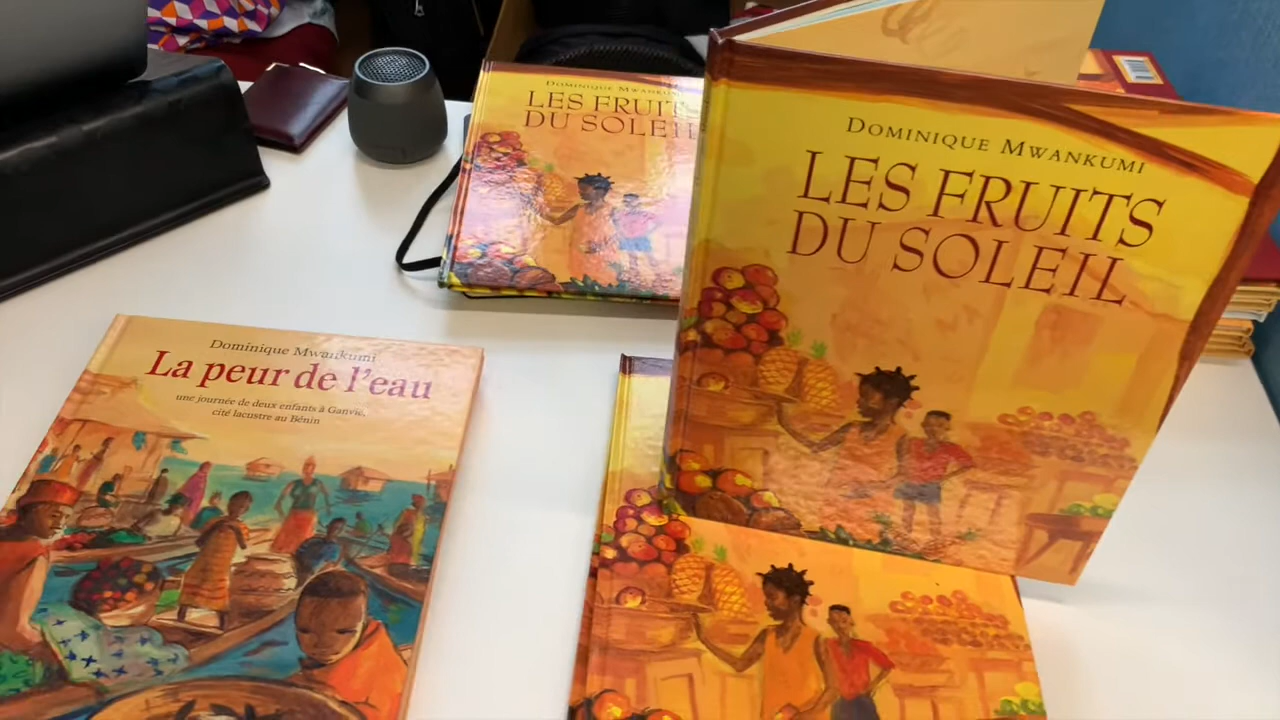 Dominique Mwankumi
LES FRUITS
DU SOLEIL
Dominique Mwankumi
LES FRUITS
DU SOLEIL
Dominique Mwankumi
La peur de l'eau
une journée de deux enfants à Ganvié,
cité lacustre au Bénin